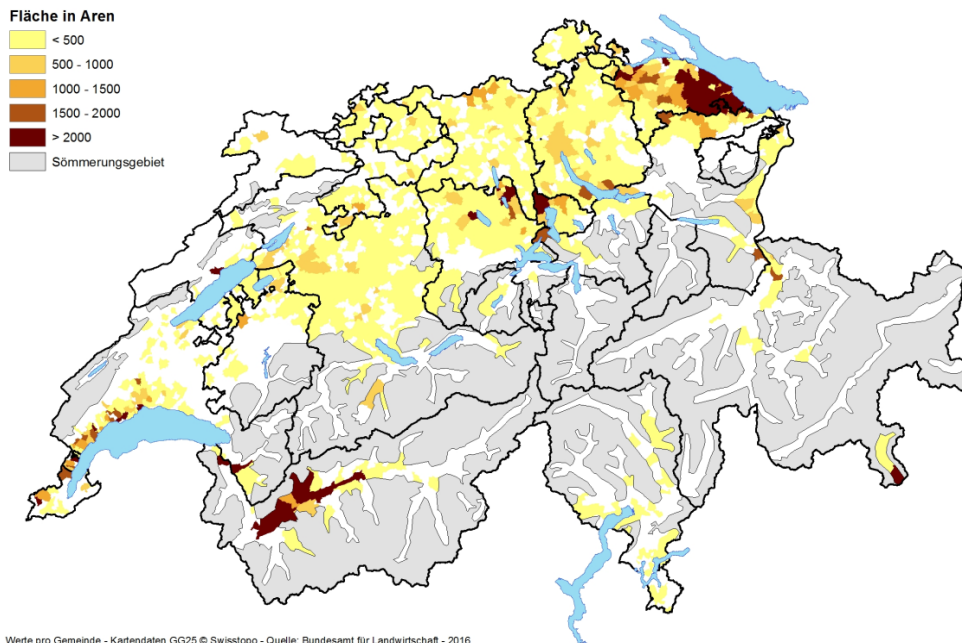 Fläche in Aren
< 500
500 - 1000
1000 - 1500
1500 - 2000
> 2000
Sömmerungsgebiet
Werte pro Gemeinde - Kartendaten GG25 © Swisstopo - Quelle: Bundesamt für Landwirtschaft - 2016